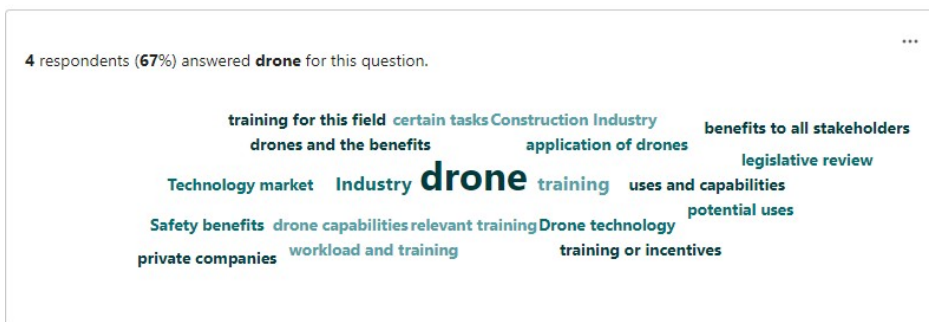 ...
4 respondents (67%) answered drone for this question.
training for this field certain tasks Construction Industry benefits to all stakeholders
drones and the benefits application of drones
legislative review
Technology market Industry drone training uses and capabilities
potential uses
Safety benefits drone capabilities relevant training Drone technology
private companies workload and training training or incentives